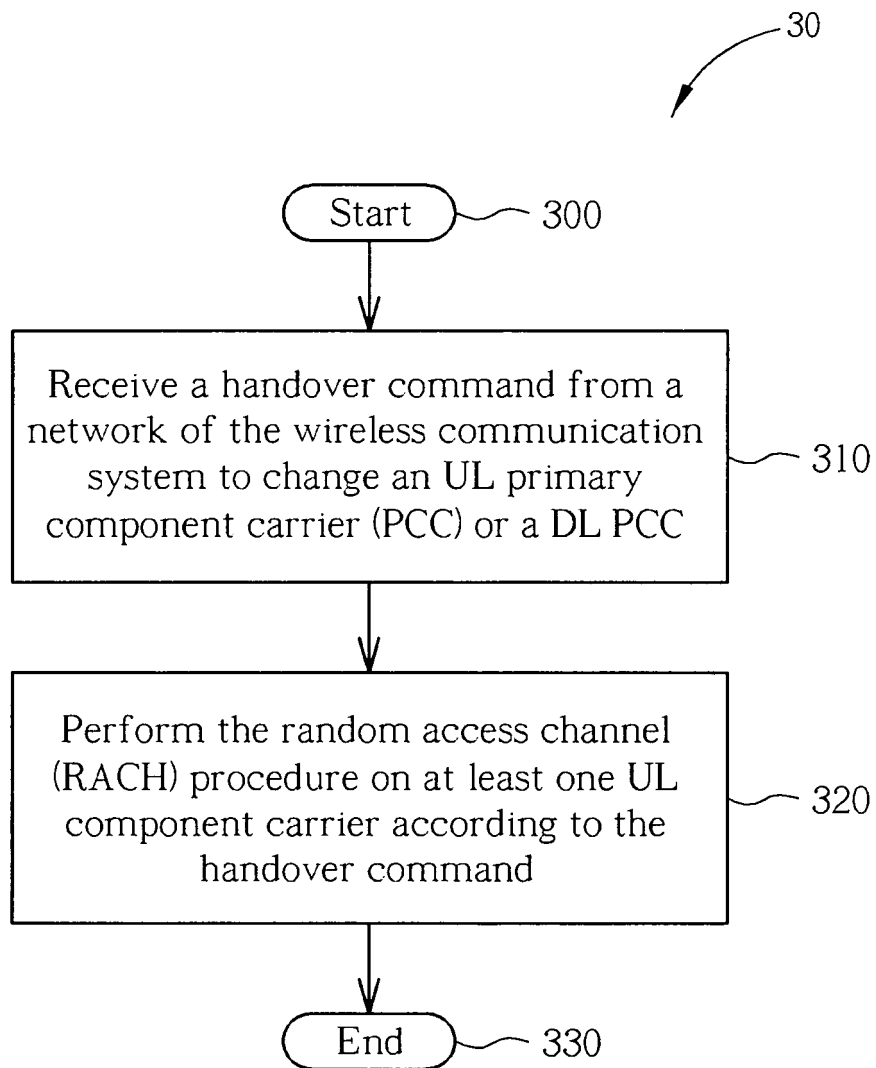 30
Start
300
Receive a handover command from a
network of the wireless communication
system to change an UL primary
component carrier (PCC) or a DL PCC
310
Perform the random access channel
(RACH) procedure on at least one UL
component carrier according to the
handover command
320
End
330